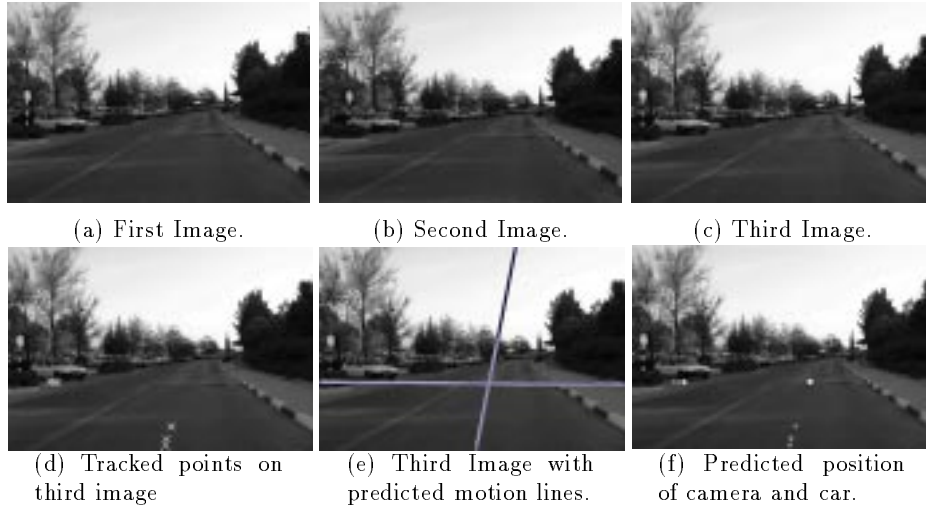 (a) First Image.
(b) Second Image.
(c) Third Image.
(d) Tracked points on
third image
(e) Third Image with
predicted motion lines.
(f) Predicted position
of camera and car.